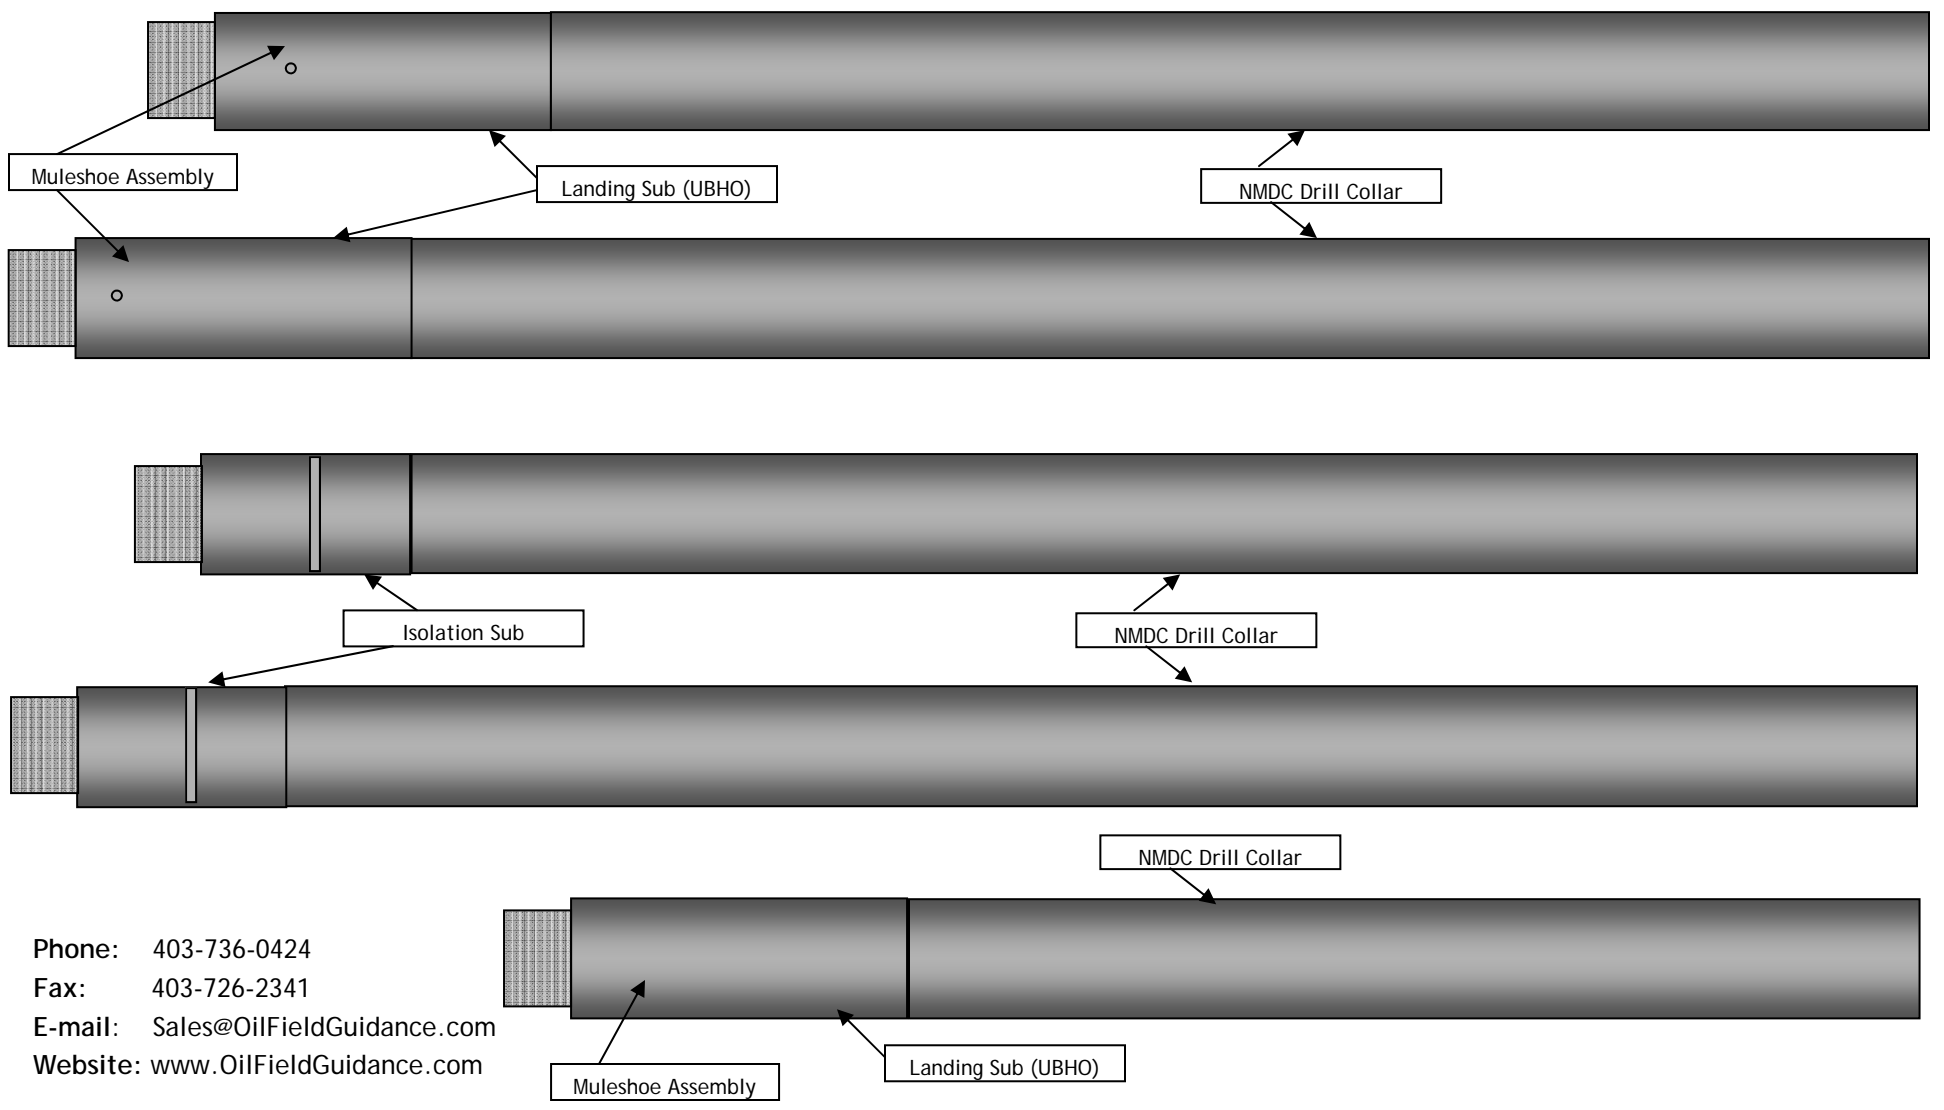 Muleshoe Assembly
Landing Sub (UBHO)
NMDC Drill Collar
Isolation Sub
NMDC Drill Collar
NMDC Drill Collar
Phone: 403-736-0424
Fax: 403-726-2341
E-mail: Sales@OilFieldGuidance.com
Website: www.OilFieldGuidance.com
Landing Sub (UBHO)
Muleshoe Assembly